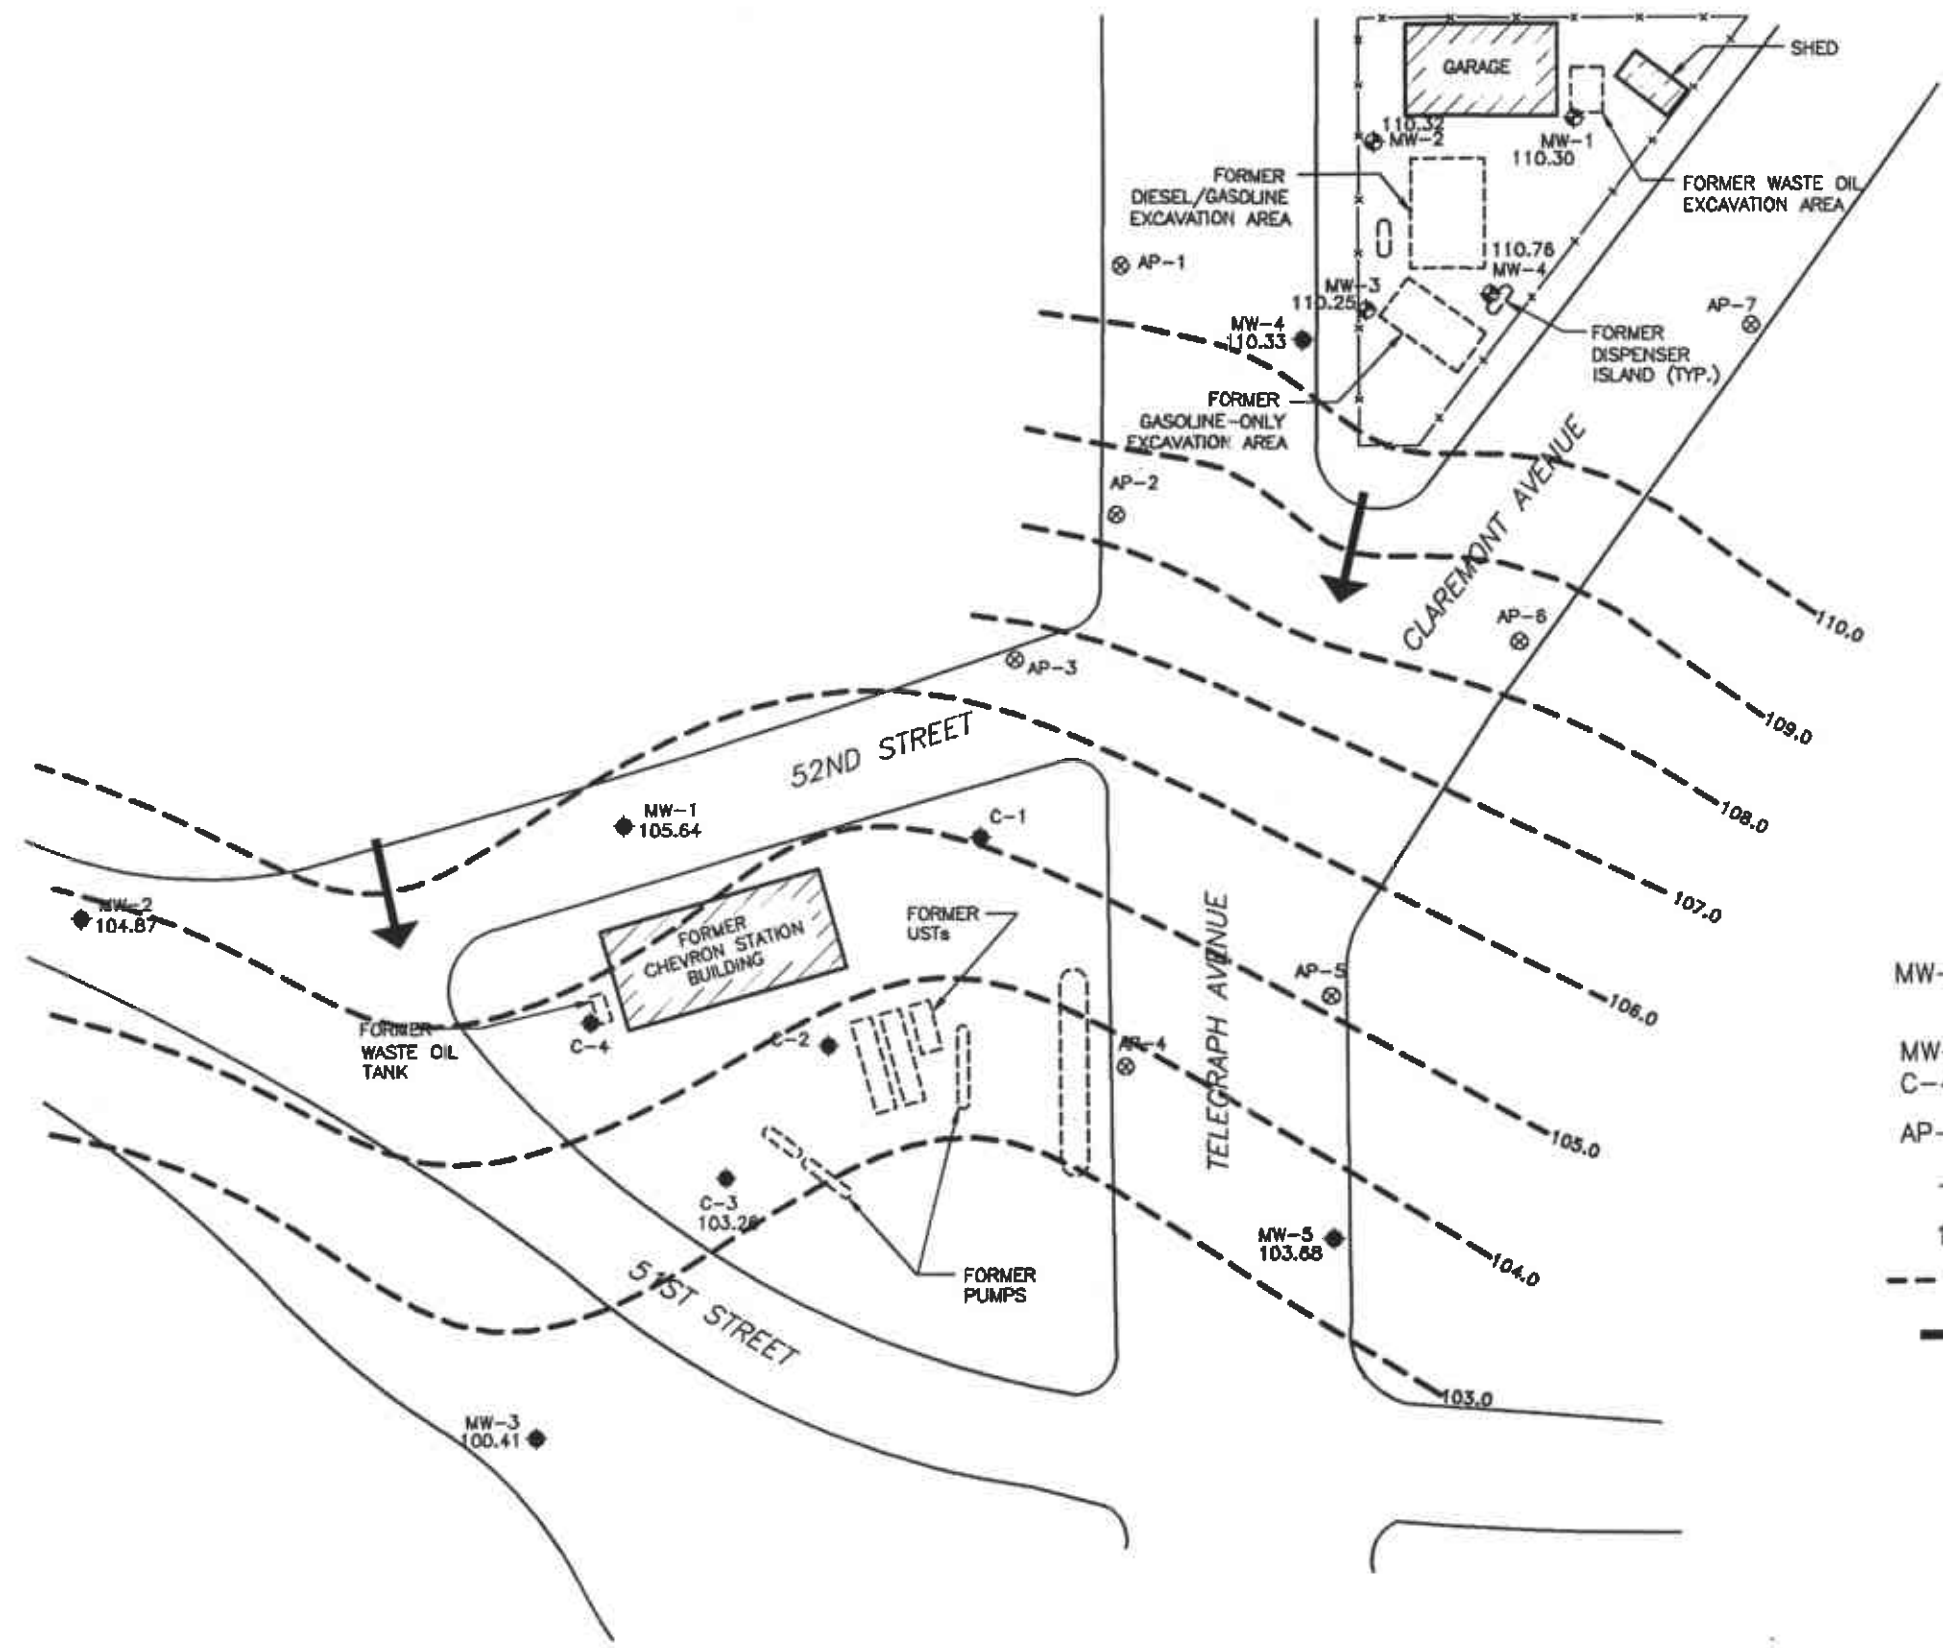 SHED
GARAGE
110.32
MW-2
MW-1
110.30
FORMER
DIESEL/GASOLINE
EXCAVATION AREA
FORMER WASTE OIL
EXCAVATION AREA
AP-1
110.76
MW-4
MW-3
110.25
AP-7
MW-4
110.33
FORMER
DISPENSER
ISLAND (TYP.)
FORMER
GASOLINE-ONLY
EXCAVATION AREA
CLAREMONT AVENUE
AP-2
110.0
AP-6
AP-3
109.0
52ND STREET
108.0
MW-1
105.64
C-1
107.0
MW-2
104.87
FORMER
CHEVRON STATION
BUILDING
FORMER
USTs
TELEGRAPH AVENUE
AP-5
106.0
MW-
FORMER
WASTE OIL
TANK
C-4
C-2
AP-4
MW-
C-4
105.0
AP-
C-3
103.26
MW-5
103.68
104.0
51ST STREET
FORMER
PUMPS
103.0
MW-3
100.41